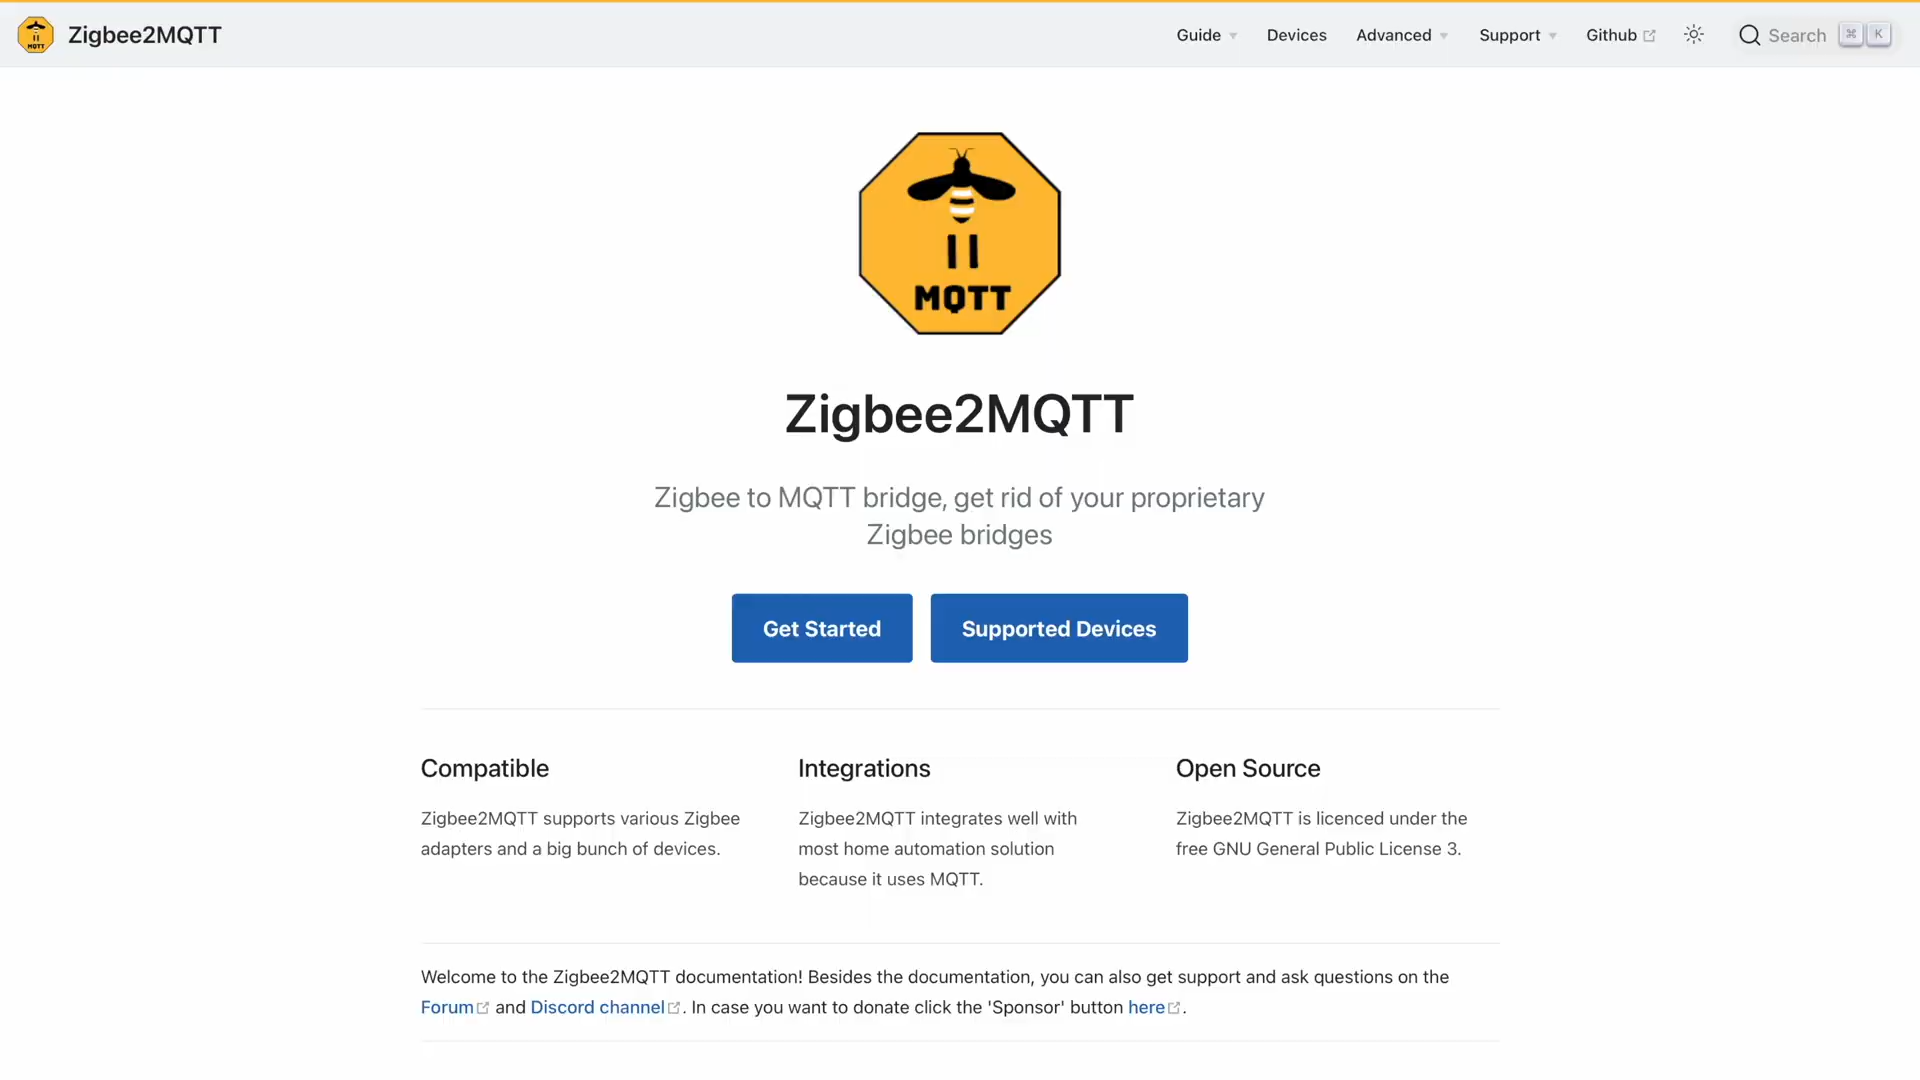 MQTT
Zigbee2MQTT
Guide
Devices
Advanced
Support
Github
Search
⌘ K
MQTT
Zigbee2MQTT
Zigbee to MQTT bridge, get rid of your proprietary
Zigbee bridges
Get Started
Supported Devices
Compatible
Zigbee2MQTT supports various Zigbee
adapters and a big bunch of devices.
Integrations
Zigbee2MQTT integrates well with
most home automation solution
because it uses MQTT.
Open Source
Zigbee2MQTT is licenced under the
free GNU General Public License 3.
Welcome to the Zigbee2MQTT documentation! Besides the documentation, you can also get support and ask questions on the
Forum and Discord channel. In case you want to donate click the 'Sponsor' button here.